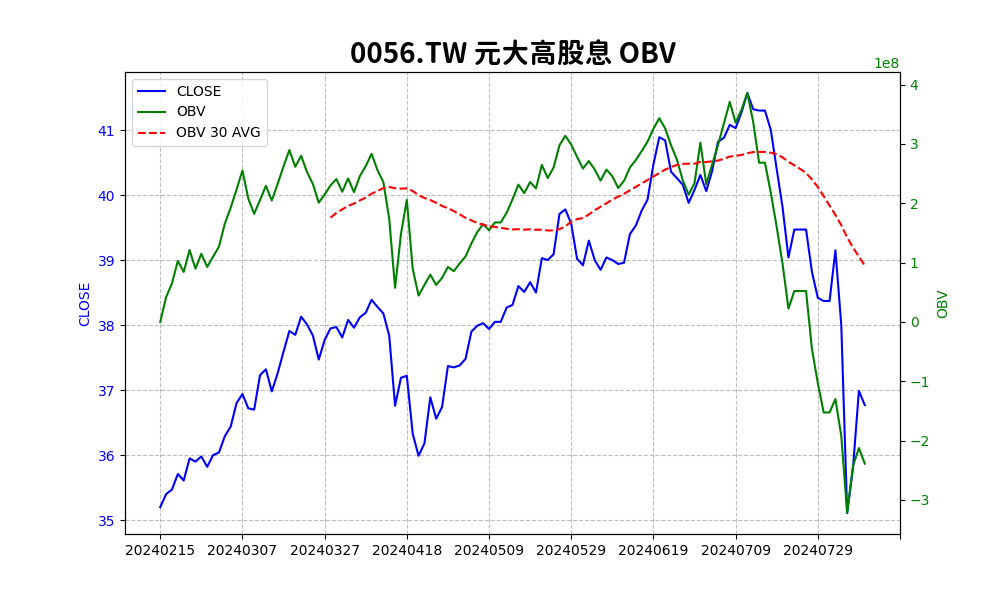 0056.TW 元大高股息 OBV
1e8
CLOSE
OBV
OBV 30 AVG
41
40
39
38
37
36
35
CLOSE
4
3
2
1
0
−1
−2
−3
OBV
20240215 20240307 20240327 20240418 20240509 20240529 20240619 20240709 20240729